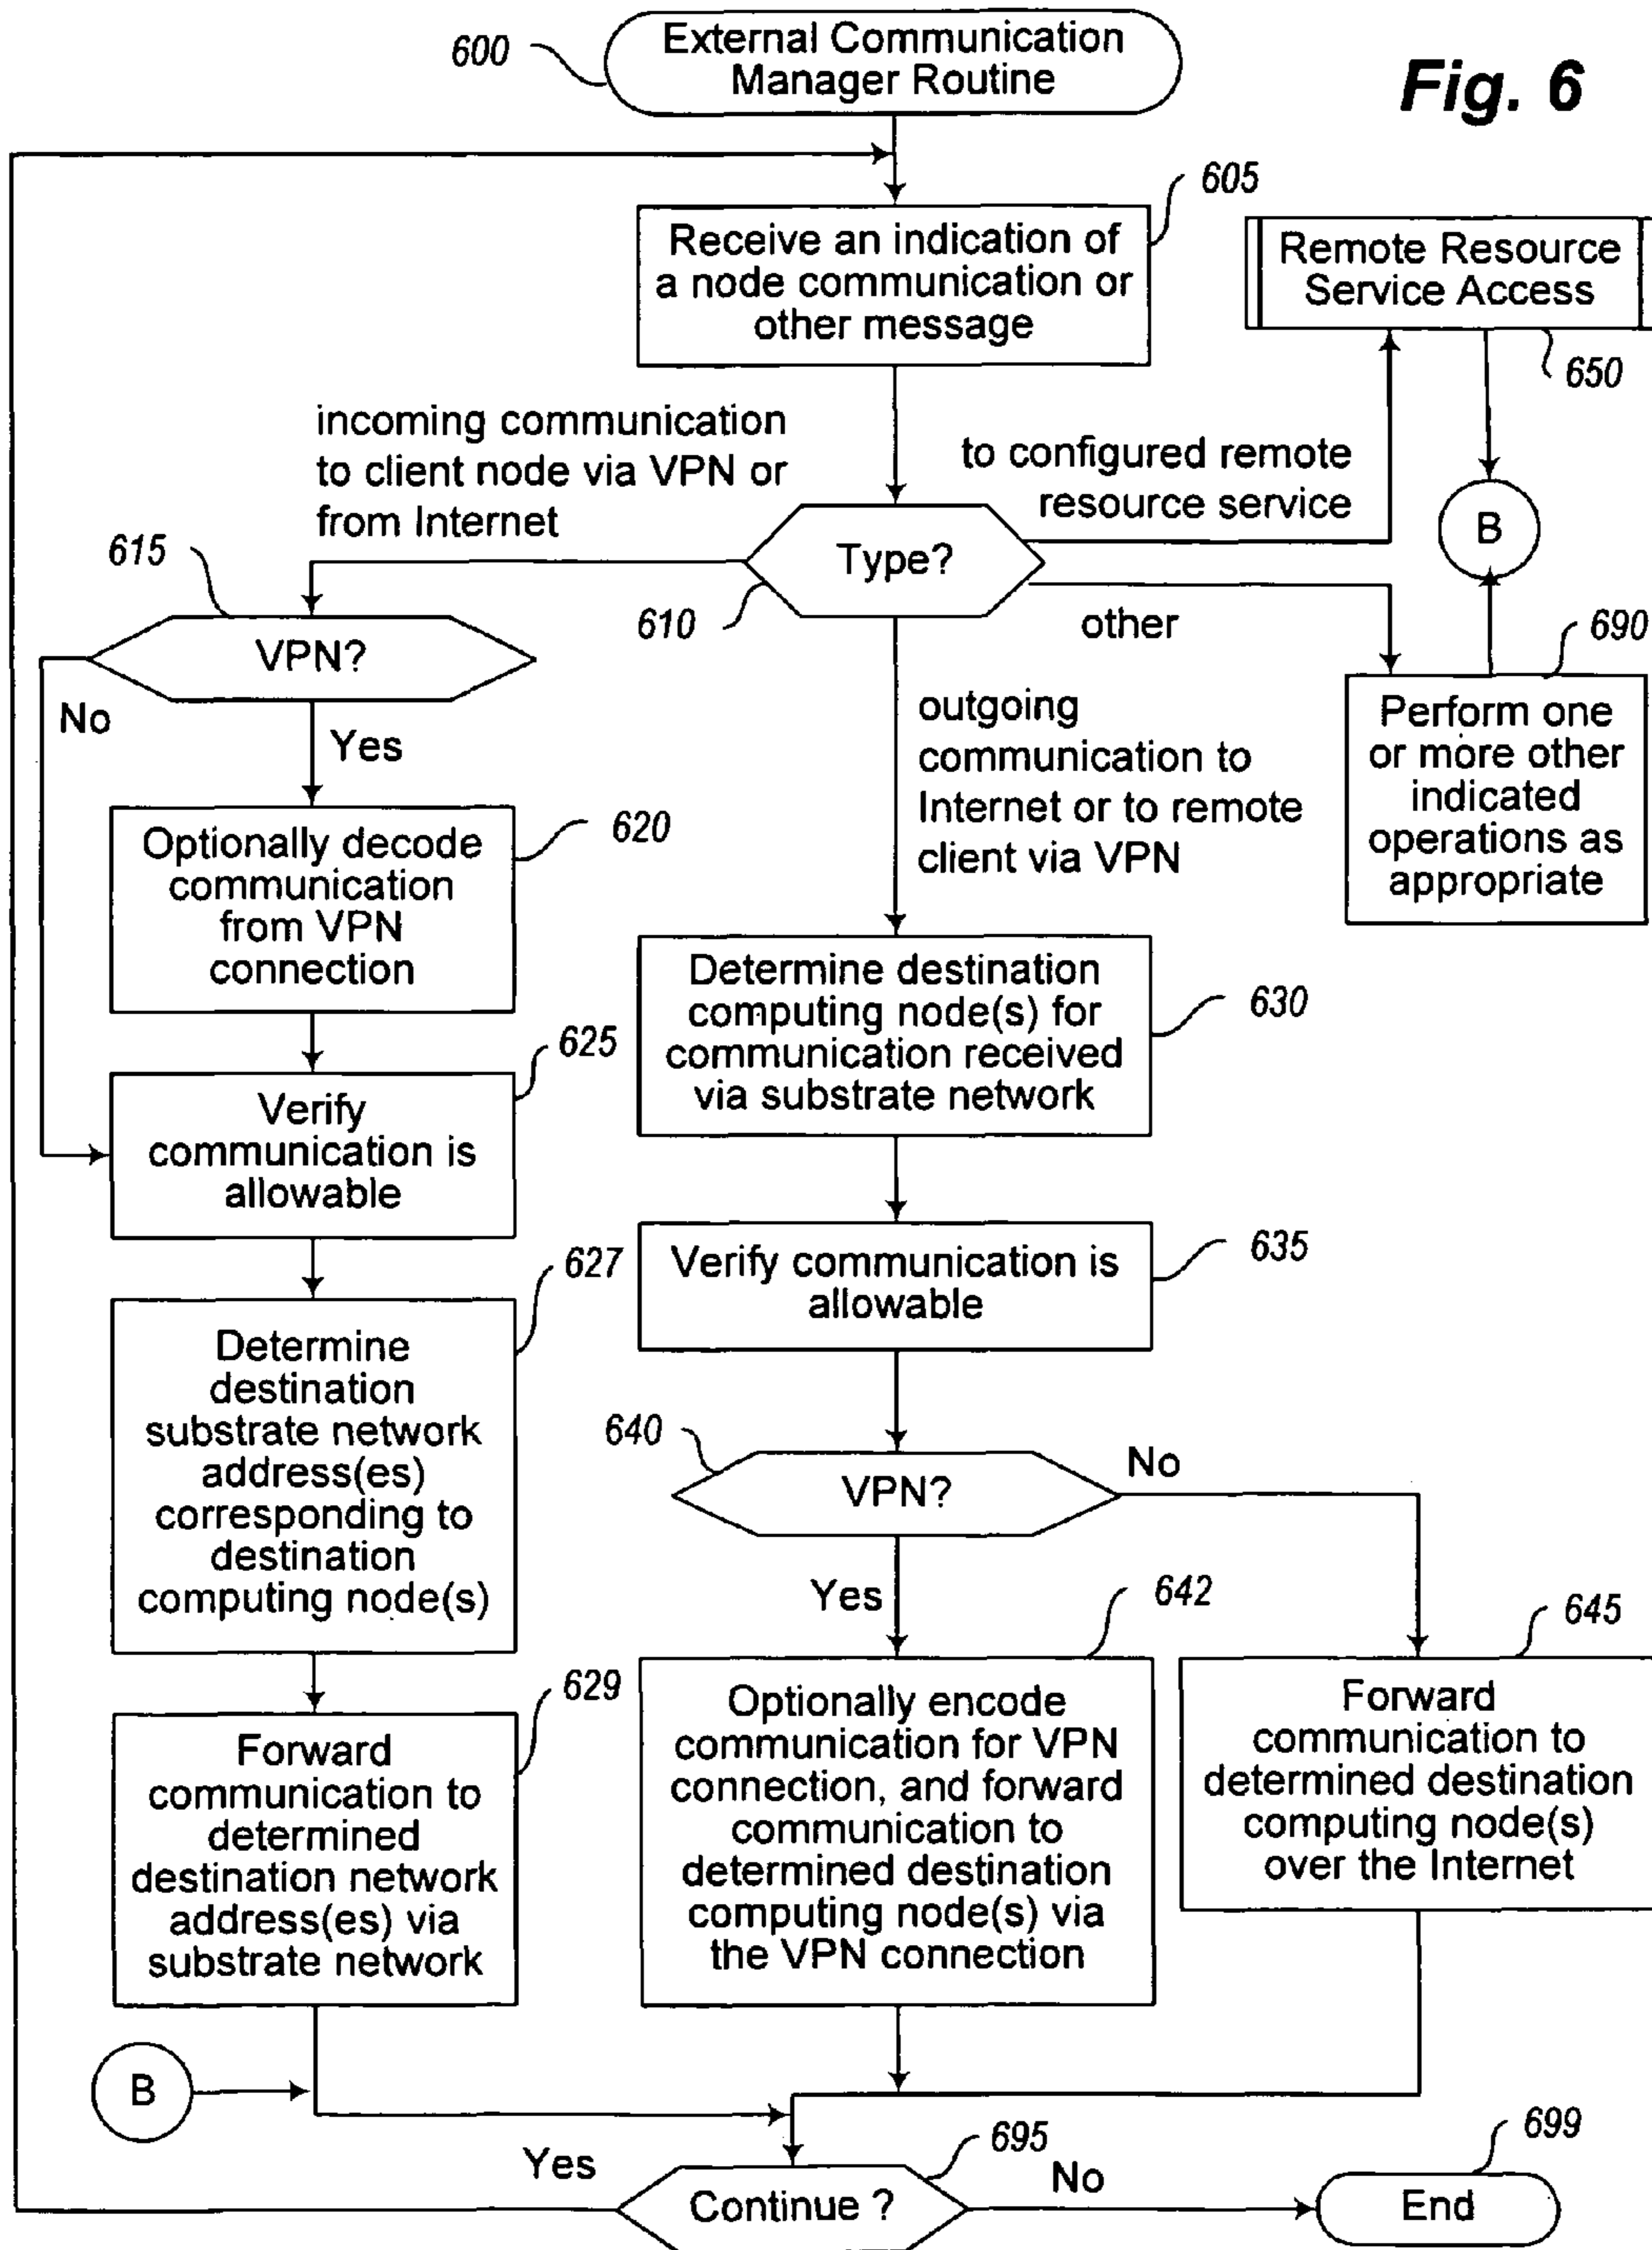 Fig. 6
600
External Communication
Manager Routine
605
Receive an indication of
a node communication or
other message
Remote Resource
Service Access
650
incoming communication
to client node via VPN or
from Internet
to configured remote
resource service
B
615
Type?
610
other
VPN?
No
Yes
690
Perform one
or more other
indicated
operations as
appropriate
outgoing
communication to
Internet or to remote
client via VPN
Optionally decode
communication
from VPN
connection
620
Determine destination
computing node(s) for
communication received
via substrate network
630
625
Verify
communication is
allowable
Verify communication is
allowable
635
627
Determine
destination
substrate network
address(es)
corresponding to
destination
computing node(s)
640
VPN?
No
Yes
642
645
629
Forward
communication to
determined
destination network
address(es) via
substrate network
Optionally encode
communication for VPN
connection, and forward
communication to
determined destination
computing node(s) via
the VPN connection
Forward
communication to
determined destination
computing node(s)
over the Internet
B
Yes
695
Continue ?
No
699
End